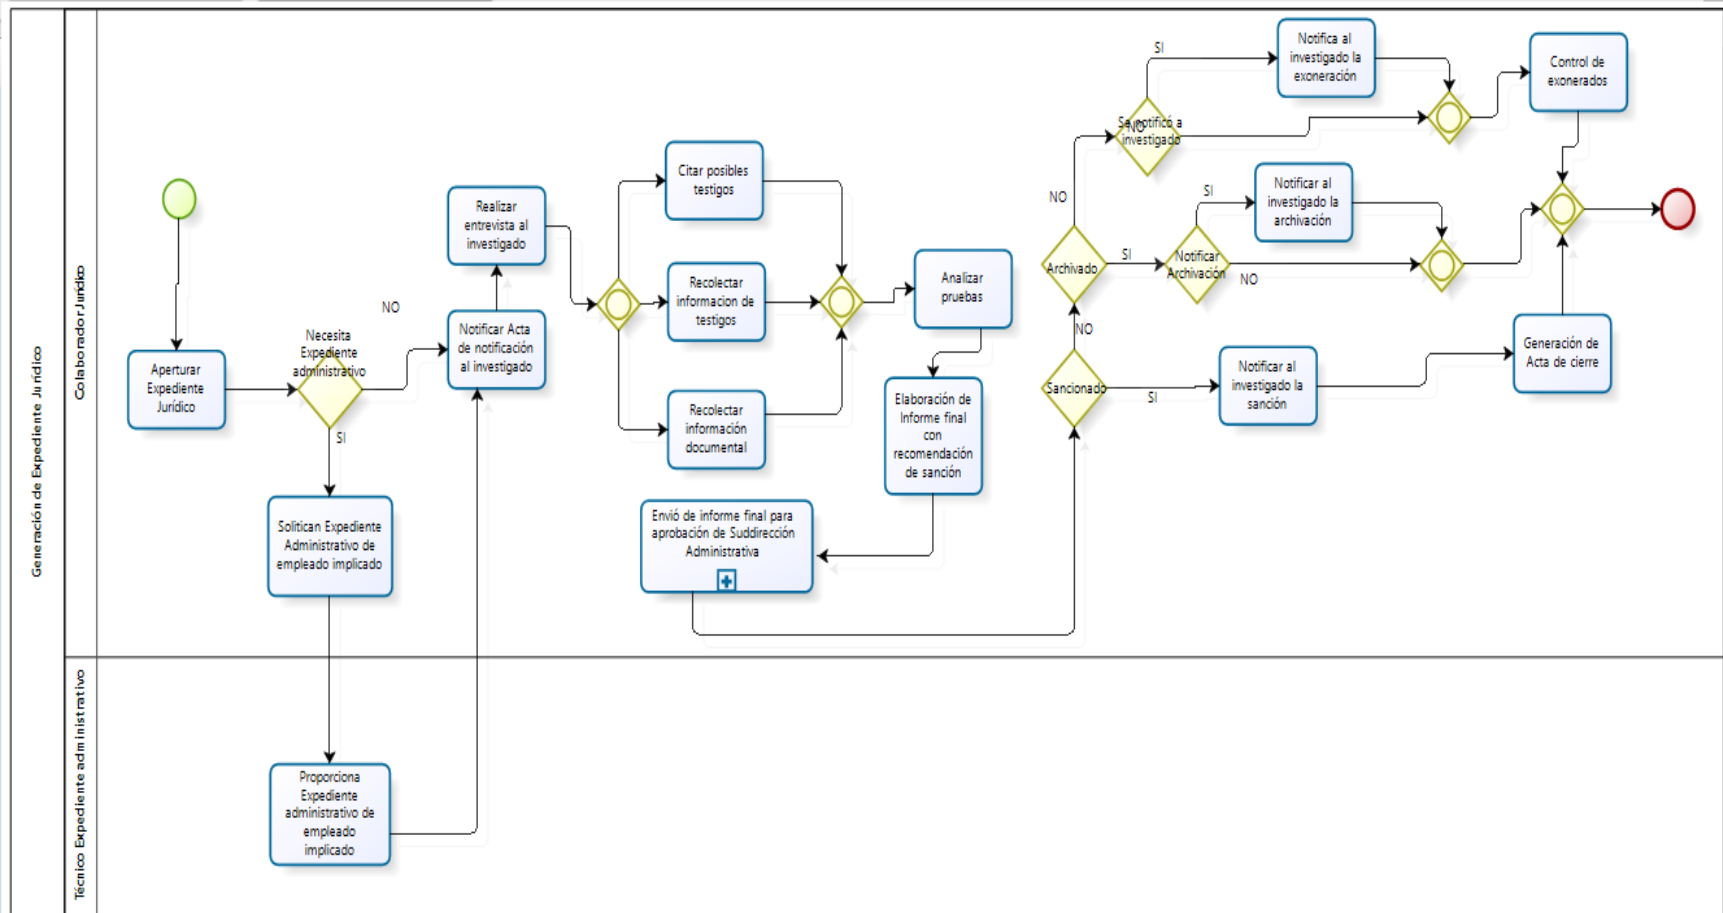 Generación de Expediente Jurídico
Colaborador Jurídico
Técnico Expediente administrativo
Aperturar
Expediente
Jurídico
Necesita
Expediente
administrativo
NO
SI
Solitican Expediente
Administrativo de
empleado implicado
Proporciona
Expediente
administrativo de
empleado
implicado
Notificar Acta
de notificación
al investigado
Realizar
entrevista al
investigado
Citar posibles
testigos
Recolectar
informacion de
testigos
Recolectar
información
documental
Analizar
pruebas
Elaboración de
Informe final
con
recomendación
de sanción
Envió de informe final para
aprobación de Suddirección
Administrativa
Sancionado
NO
SI
Archivado
NO
SI
Se notificó a
investigado
SI
NO
Notifica al
investigado la
exoneración
Control de
exonerados
Notificar
Archivación
SI
NO
Notificar al
investigado la
archivación
Notificar al
investigado la
sanción
Generación de
Acta de cierre